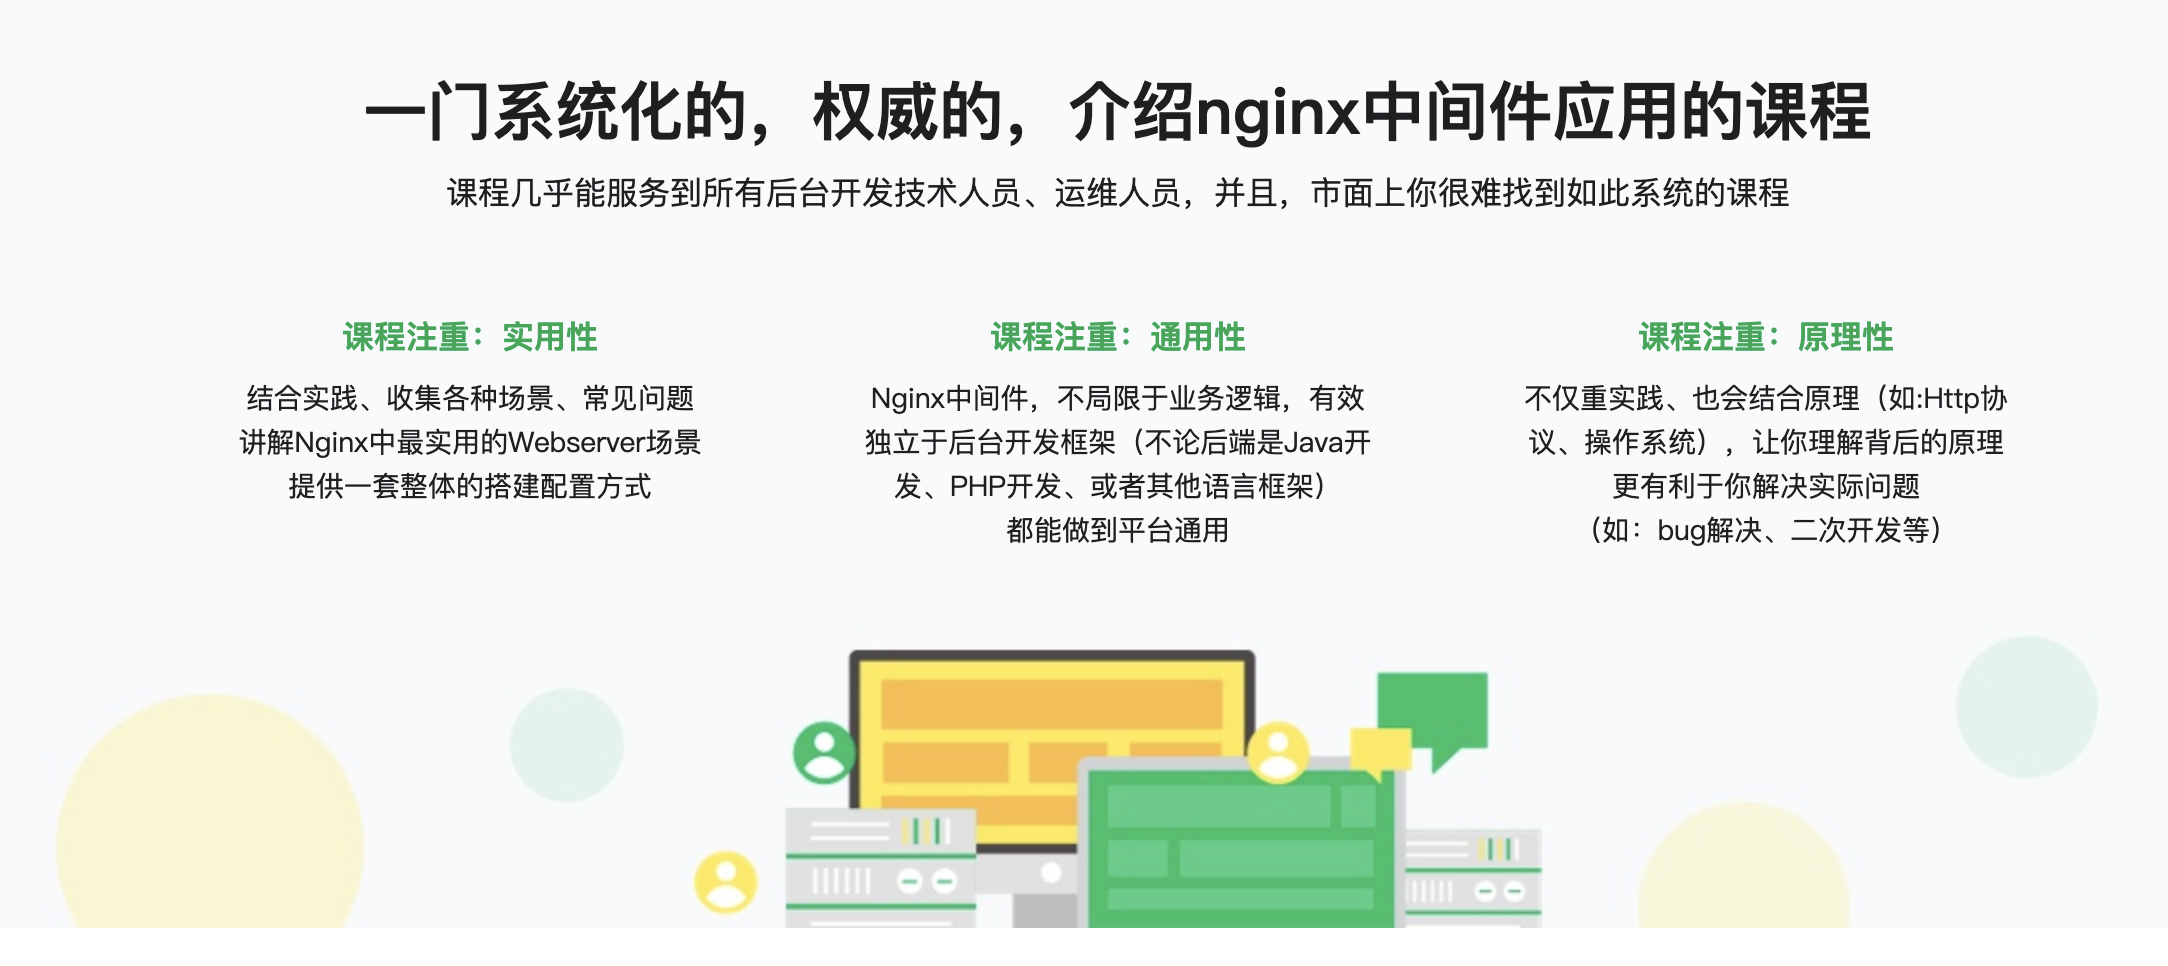 一门系统化的，权威的，介绍nginx中间件应用的课程
课程几乎能服务到所有后台开发技术人员、运维人员，并且，市面上你很难找到如此系统的课程
课程注重：实用性
结合实践、收集各种场景、常见问题
讲解Nginx中最实用的Webserver场景
提供一套整体的搭建配置方式
课程注重：通用性
Nginx中间件，不局限于业务逻辑，有效
独立于后台开发框架（不论后端是Java开
发、PHP开发、或者其他语言框架）
都能做到平台通用
课程注重：原理性
不仅重实践、也会结合原理（如:Http协
议、操作系统），让你理解背后的原理
更有利于你解决实际问题
（如：bug解决、二次开发等）